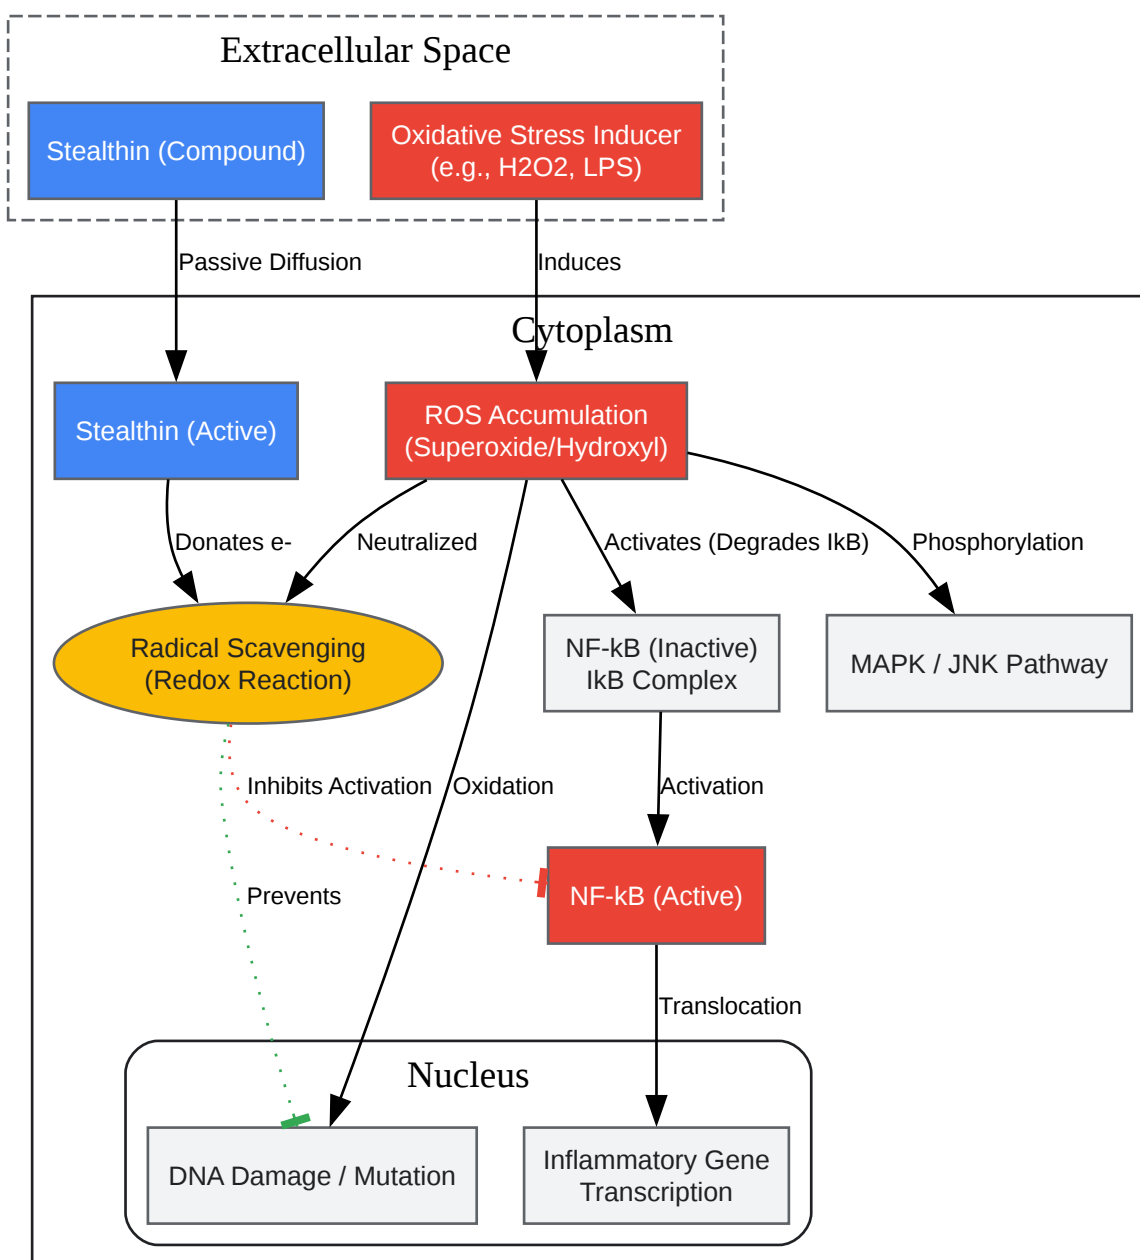 Extracellular Space
Stealthin (Compound)
Oxidative Stress Inducer
(e.g., H2O2, LPS)
Passive Diffusion
Induces
Cytoplasm
Stealthin (Active)
ROS Accumulation
(Superoxide/Hydroxyl)
Donates e-
Neutralized
Activates (Degrades IkB)
Phosphorylation
Radical Scavenging
(Redox Reaction)
NF-kB (Inactive)
IkB Complex
MAPK / JNK Pathway
Inhibits Activation
Oxidation
Activation
Prevents
NF-kB (Active)
Translocation
Nucleus
DNA Damage / Mutation
Inflammatory Gene
Transcription